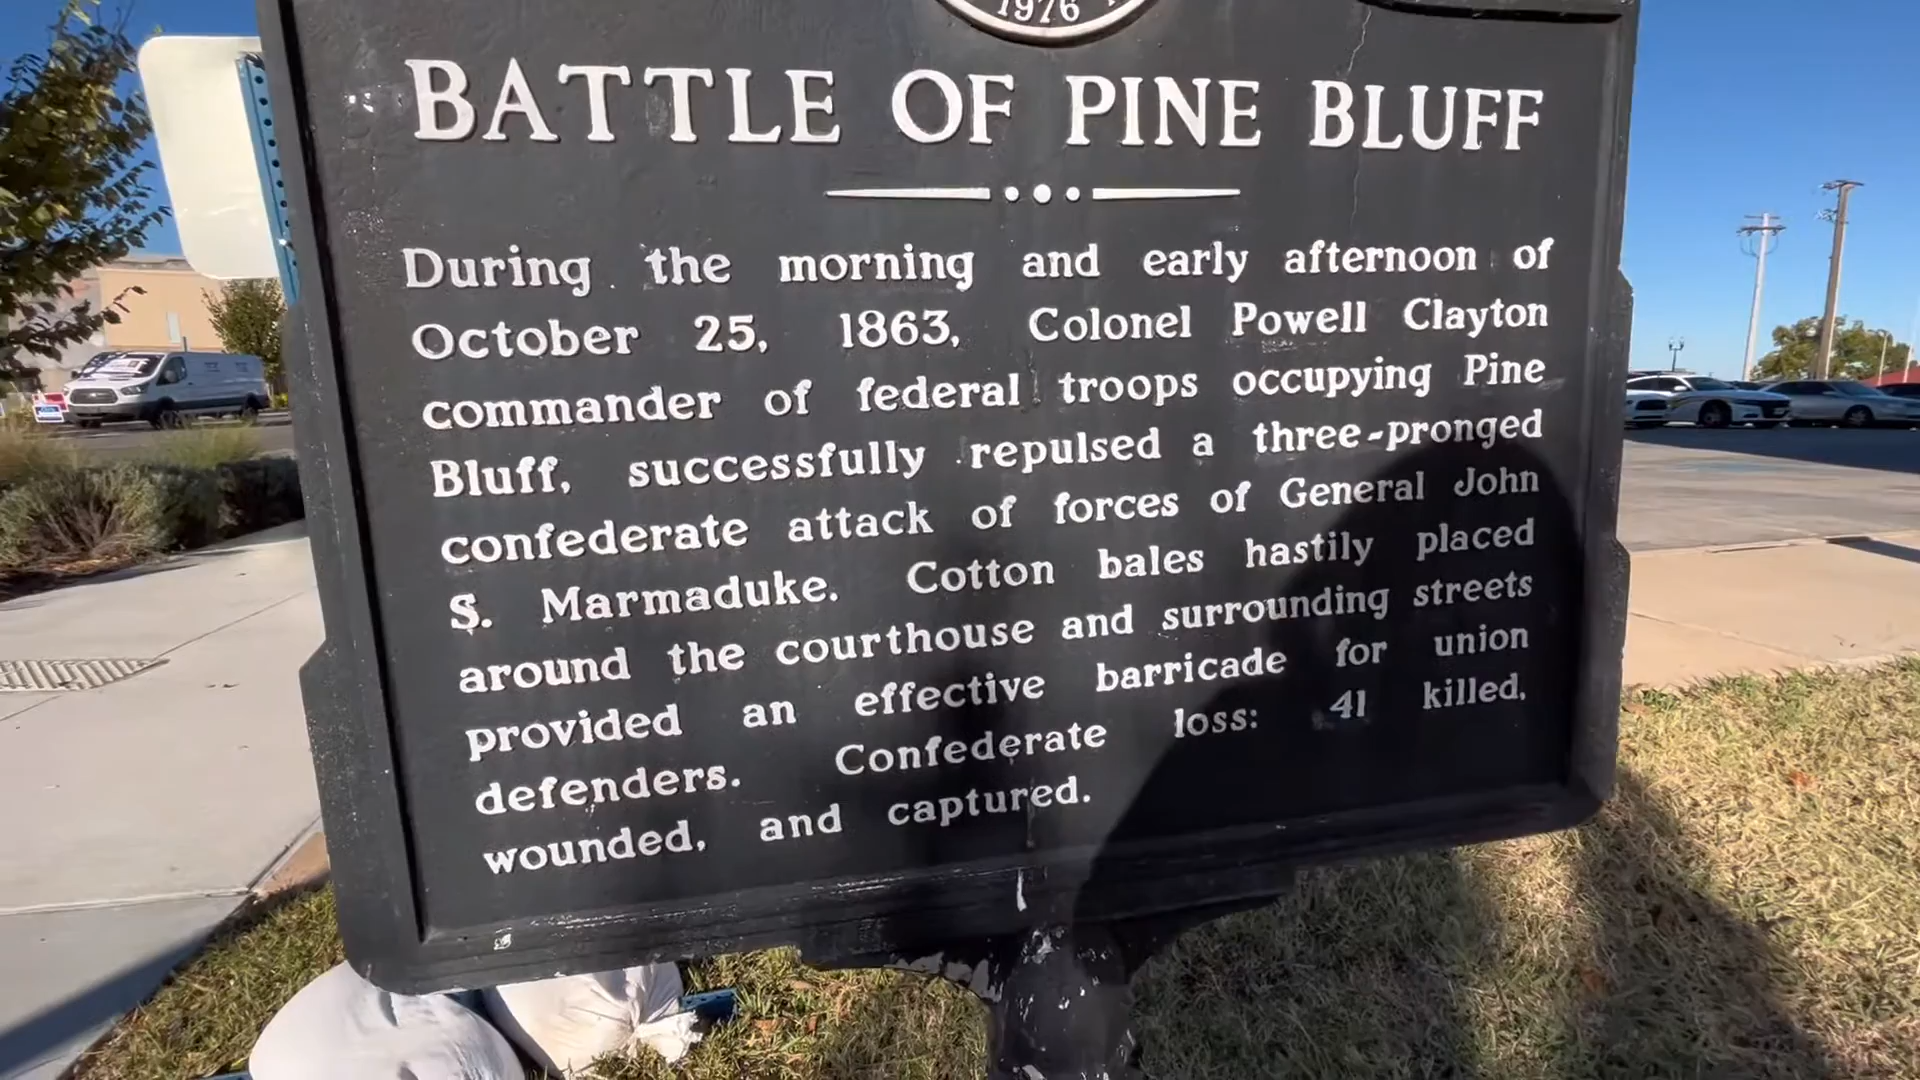 1976
BATTLE OF PINE BLUFF
During the morning and early afternoon of
October 25, 1863, Colonel Powell Clayton
commander of federal troops occupying Pine
Bluff, successfully repulsed a three-pronged
confederate attack of forces of General John
S. Marmaduke. Cotton bales hastily placed
around the courthouse and surrounding streets
provided an effective barricade for union
defenders. Confederate loss: 41 killed,
wounded, and captured.